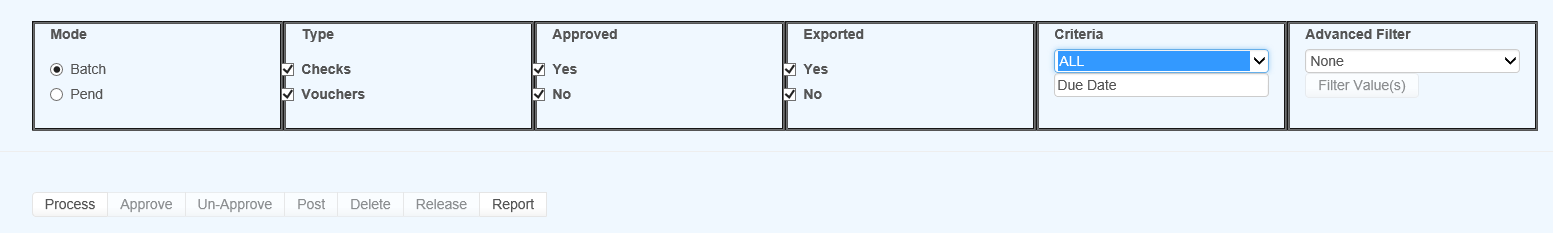 Mode
Batch
Pend
Type
Checks
Vouchers
Approved
Yes
No
Exported
Yes
No
Criteria
ALL
Due Date
Advanced Filter
None
Filter Value(s)
Process Approve Un-Approve Post Delete Release Report